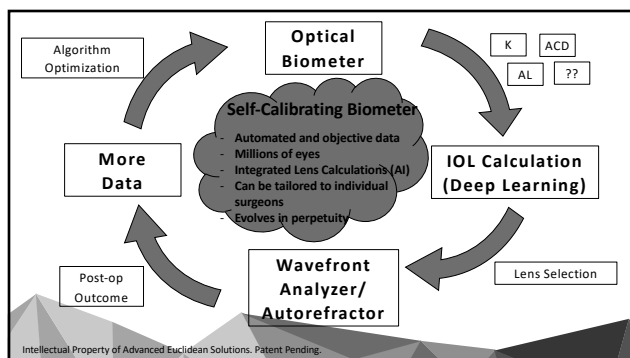 Optical
Biometer
Algorithm
Optimization
K
ACD
AL
??
Self-Calibrating Biometer
- Automated and objective data
- Millions of eyes
- Integrated Lens Calculations (AI)
- Can be tailored to individual
surgeons
- Evolves in perpetuity
More
Data
IOL Calculation
(Deep Learning)
Wavefront
Analyzer/
Autorefractor
Post-op
Outcome
Lens Selection
Intellectual Property of Advanced Euclidean Solutions. Patent Pending.